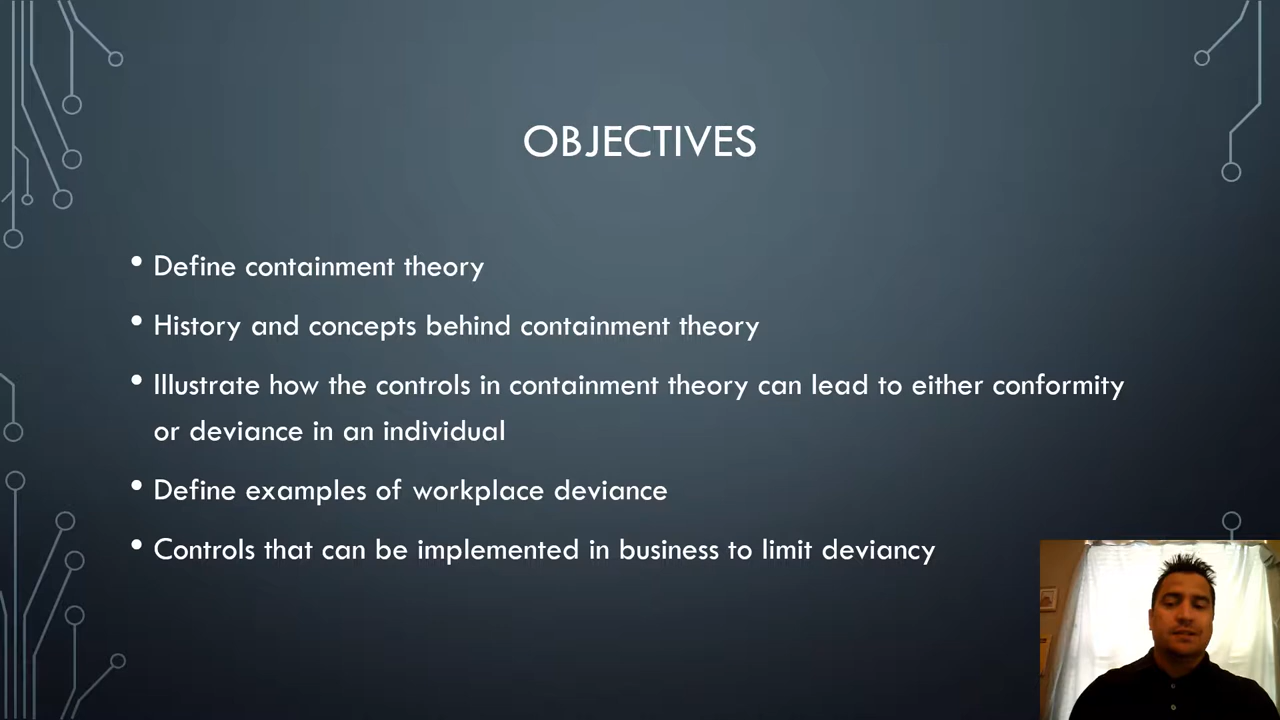 OBJECTIVES
• Define containment theory
• History and concepts behind containment theory
• Illustrate how the controls in containment theory can lead to either conformity
or deviance in an individual
• Define examples of workplace deviance
• Controls that can be implemented in business to limit deviancy